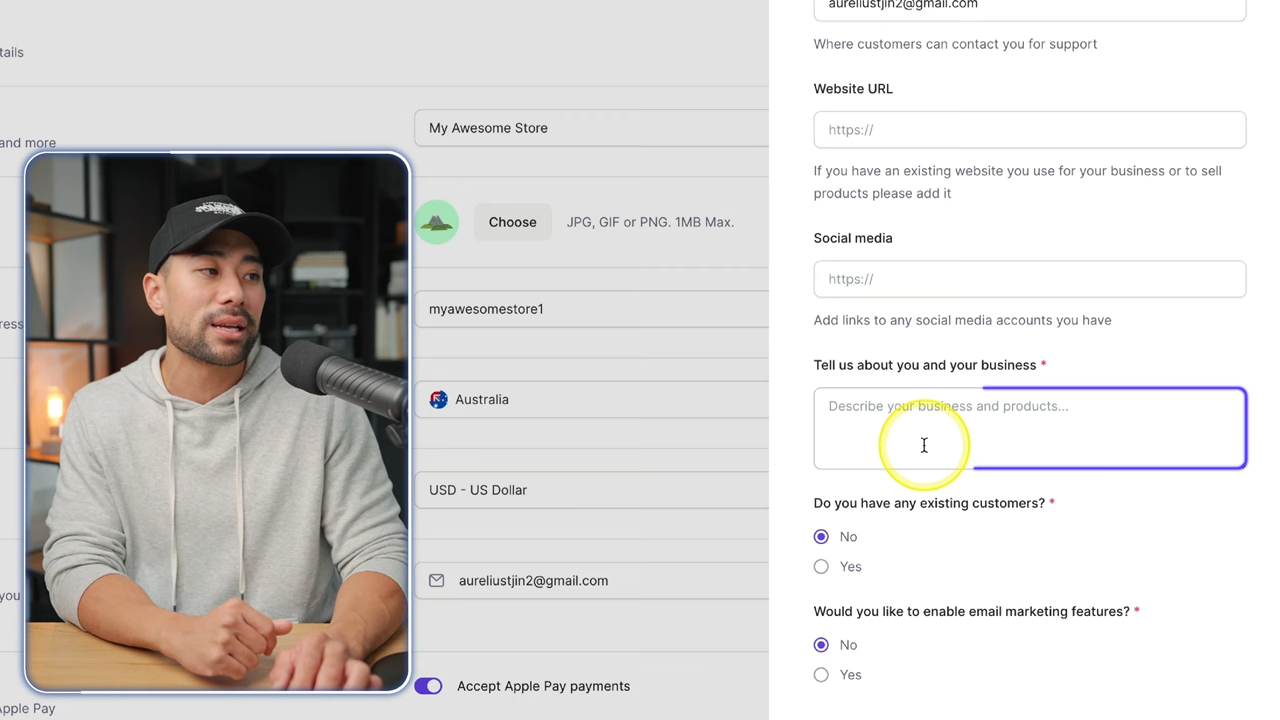 tails
and more
My Awesome Store
Choose
JPG, GIF or PNG. 1MB Max.
ress
myawesomestore1
Australia
USD - US Dollar
you
aureliustjin2@gmail.com
Accept Apple Pay payments
Apple Pay
aureliustjin2@gmail.com
Where customers can contact you for support
Website URL
https://
If you have an existing website you use for your business or to sell
products please add it
Social media
https://
Add links to any social media accounts you have
Tell us about you and your business *
Describe your business and products...
Do you have any existing customers? *
No
Yes
Would you like to enable email marketing features? *
No
Yes